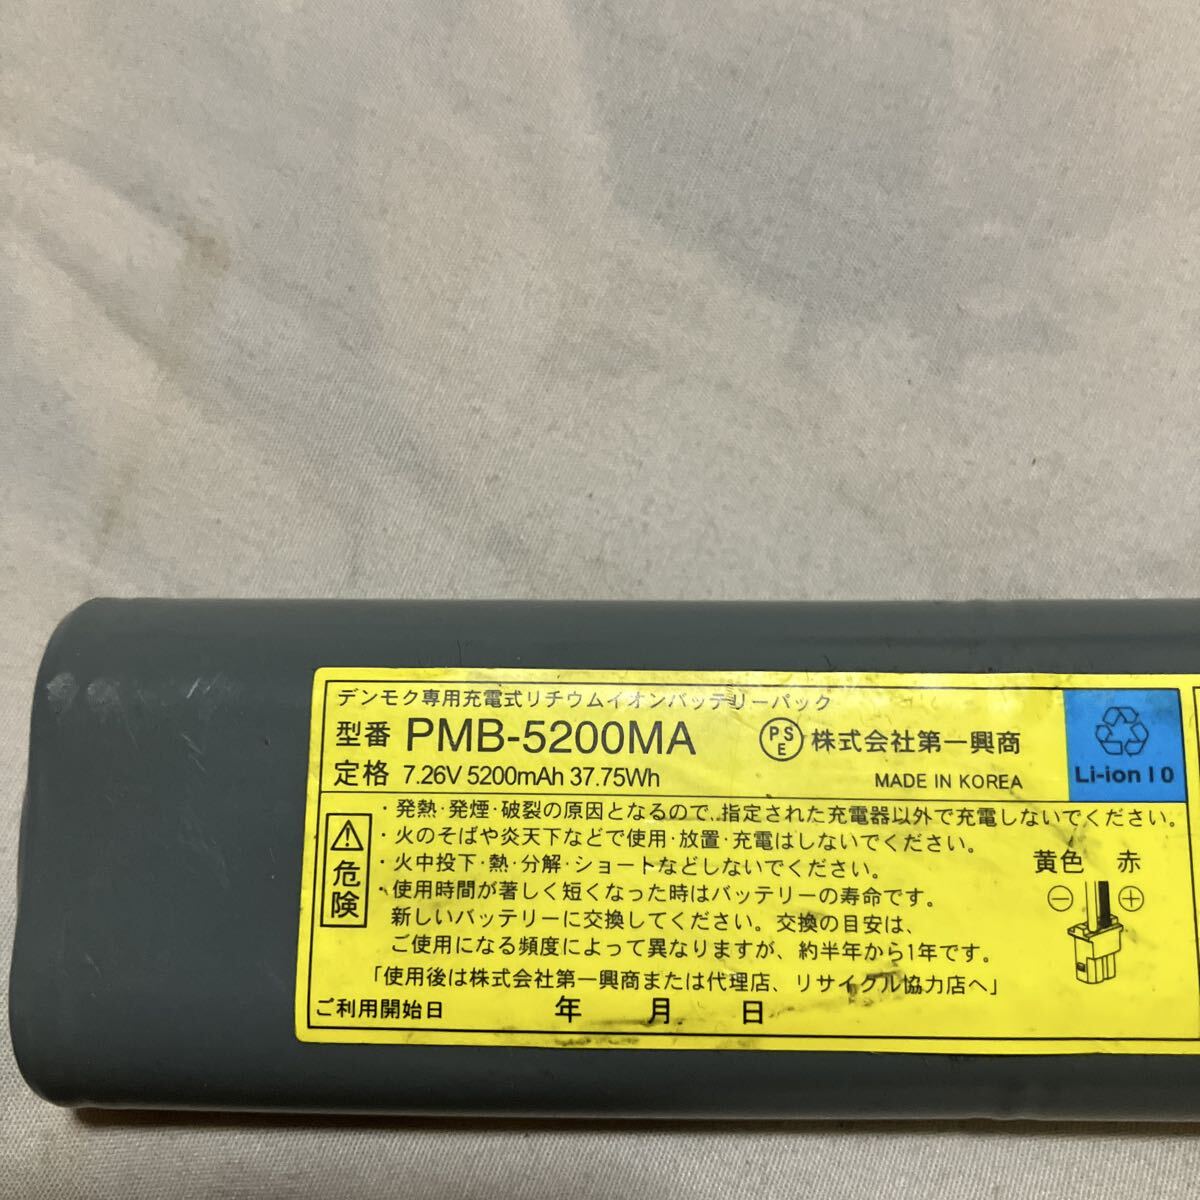 デンモク専用充電式リチウムイオンバッテリーパック
型番 PMB-5200MA
PSE 株式会社第一興商
定格 7.26V 5200mAh 37.75Wh
MADE IN KOREA
Li-ion 10
危険
・発熱・発煙・破裂の原因となるので、指定された充電器以外で充電しないでください。
・火のそばや炎天下などで使用・放置・充電はしないでください。
・火中投下・熱・分解・ショートなどしないでください。
・使用時間が著しく短くなった時はバッテリーの寿命です。
新しいバッテリーに交換してください。交換の目安は、
ご使用になる頻度によって異なりますが、約半年から1年です。
「使用後は株式会社第一興商または代理店、リサイクル協力店へ」
黄色 赤
⊖ ⊕
ご利用開始日 年 月 日